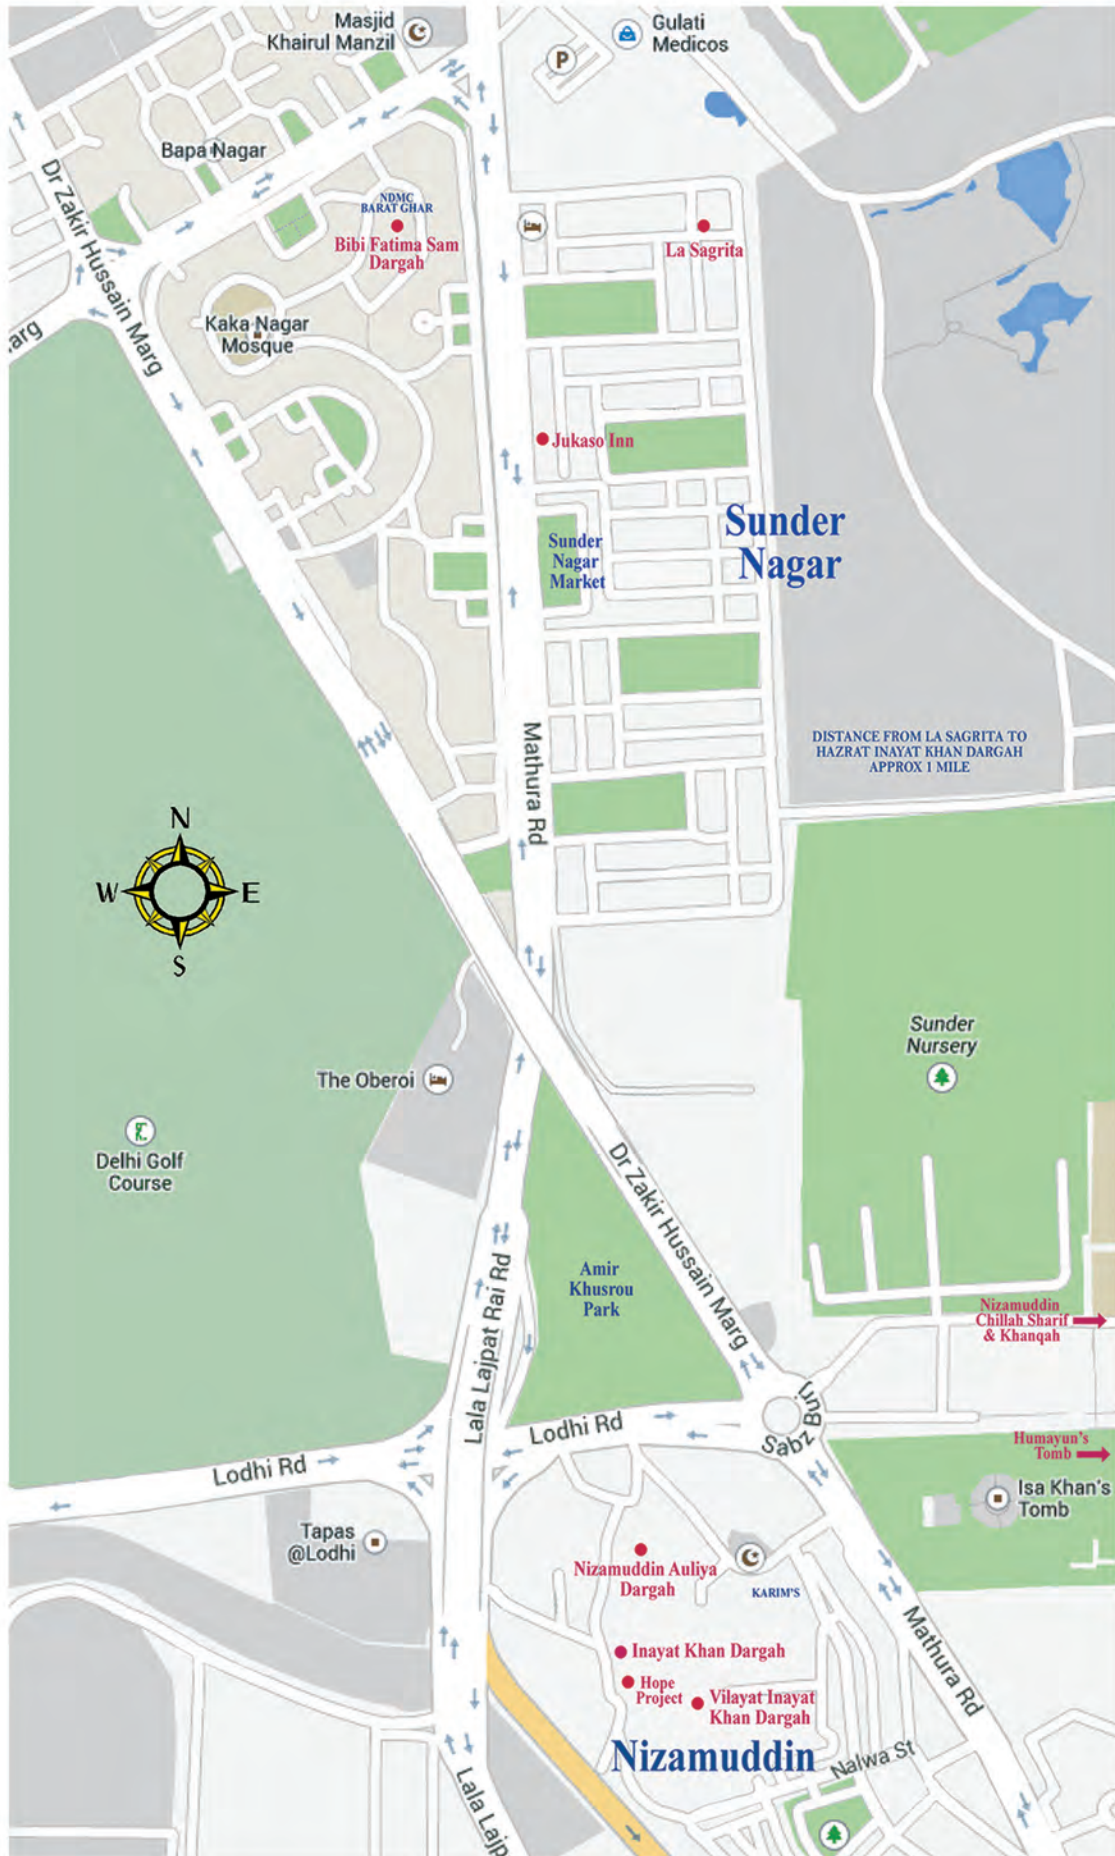 Masjid
Khairul Manzil
Gulati
Medicos
P
Bapa Nagar
Dr Zakir Hussain Marg
NDMC
BARAT GHAR
Bibi Fatima Sam
Dargah
La Sagrita
Kaka Nagar
Mosque
arg
Jukaso Inn
Sunder
Nagar
Sunder
Nagar
Market
Mathura Rd
DISTANCE FROM LA SAGRITA TO
HAZRAT INAYAT KHAN DARGAH
APPROX 1 MILE
N
W
E
S
Sunder
Nursery
The Oberoi
Delhi Golf
Course
Dr Zakir Hussain Marg
Amir
Khusrou
Park
Lala Lajpat Rai Rd
Nizamuddin
Chillah Sharif
& Khanqah
Sabz Burj
Lodhi Rd
Lodhi Rd
Humayun's
Tomb
Isa Khan's
Tomb
Tapas
@Lodhi
Nizamuddin Auliya
Dargah
KARIM'S
Mathura Rd
Inayat Khan Dargah
Hope
Project
Vilayat Inayat
Khan Dargah
Nizamuddin
Nalwa St
Lala Lajp